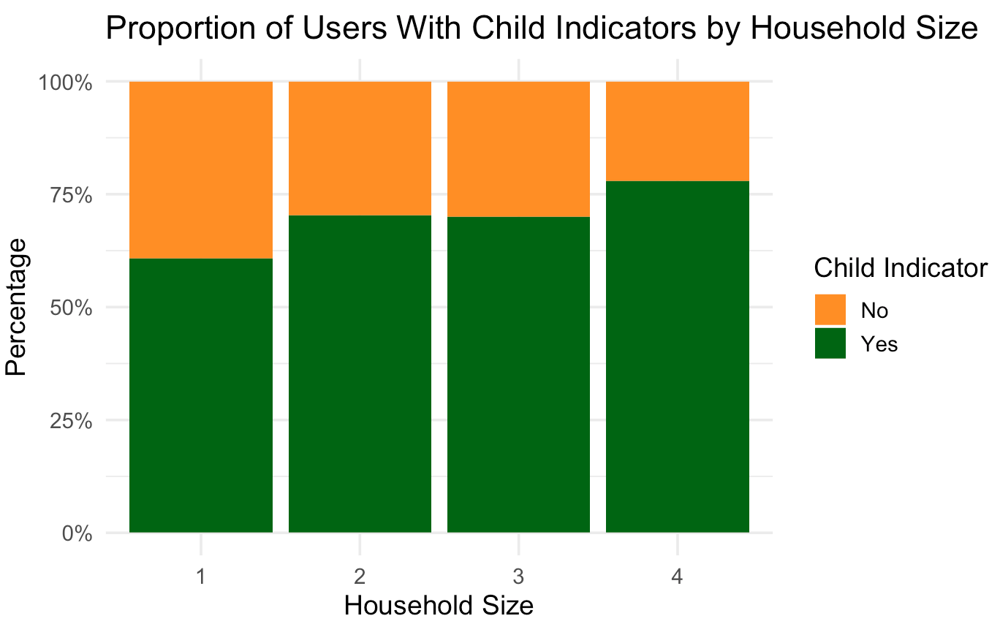 Proportion of Users With Child Indicators by Household Size
100%
75%
50%
25%
0%
Percentage
1 2 3 4
Household Size
Child Indicator
No
Yes